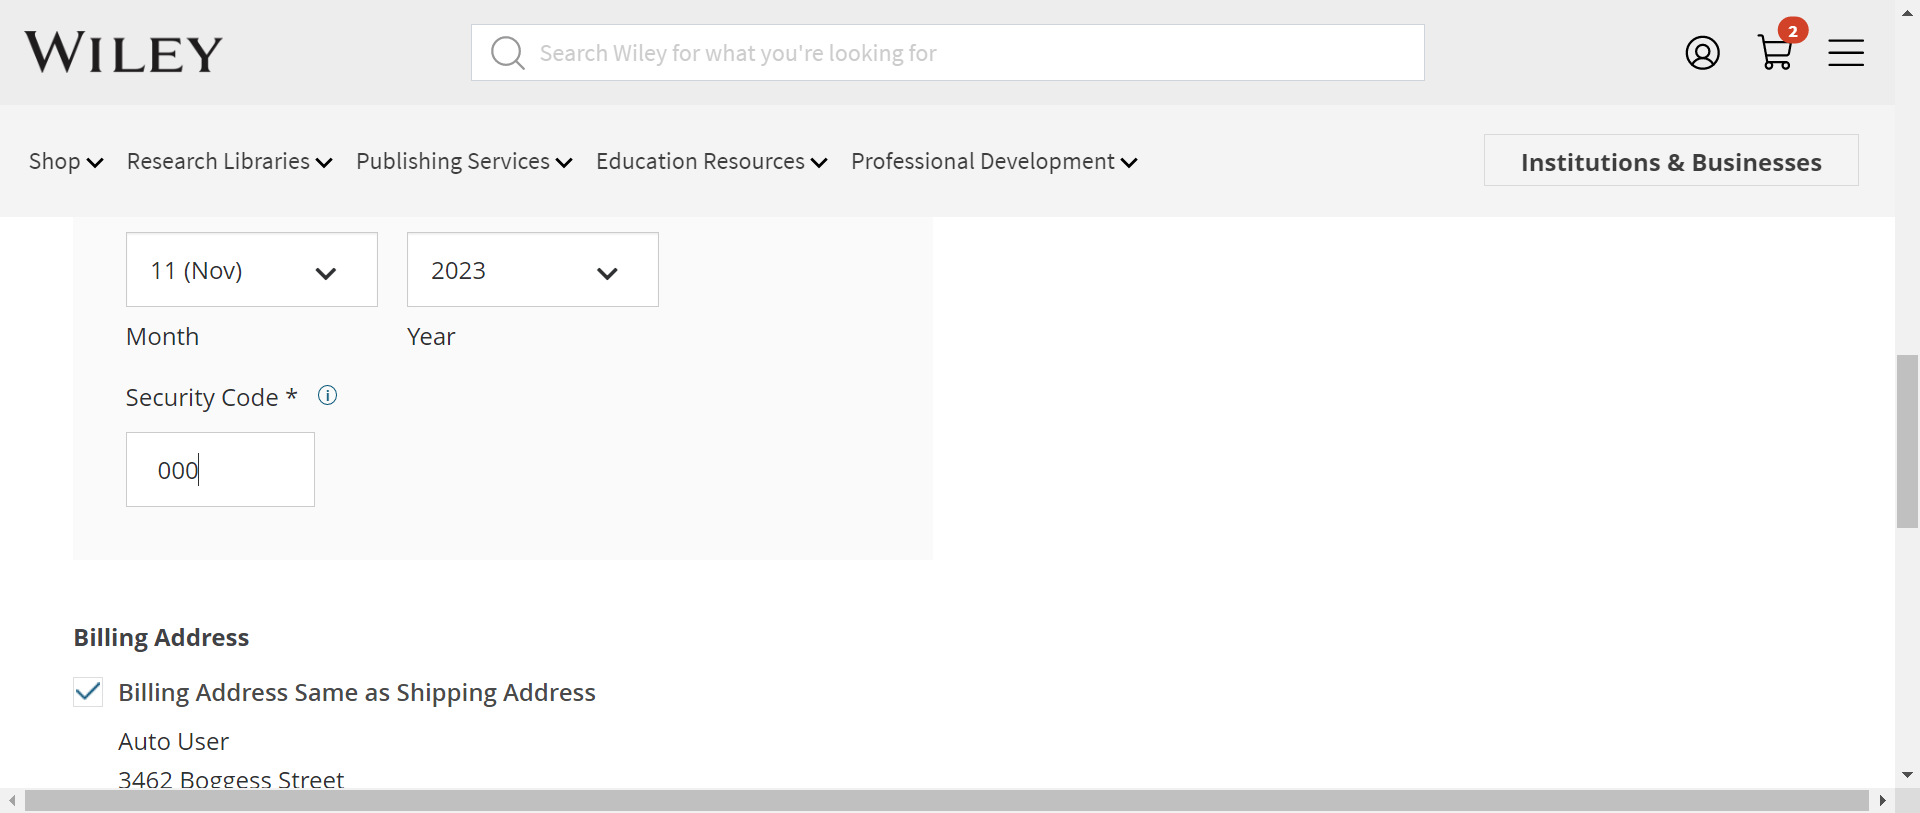 WILEY
Search Wiley for what you're looking for
2
Shop Research Libraries Publishing Services Education Resources Professional Development Institutions & Businesses
11 (Nov) 2023
Month Year
Security Code *
000
Billing Address
Billing Address Same as Shipping Address
Auto User
3462 Boggess Street